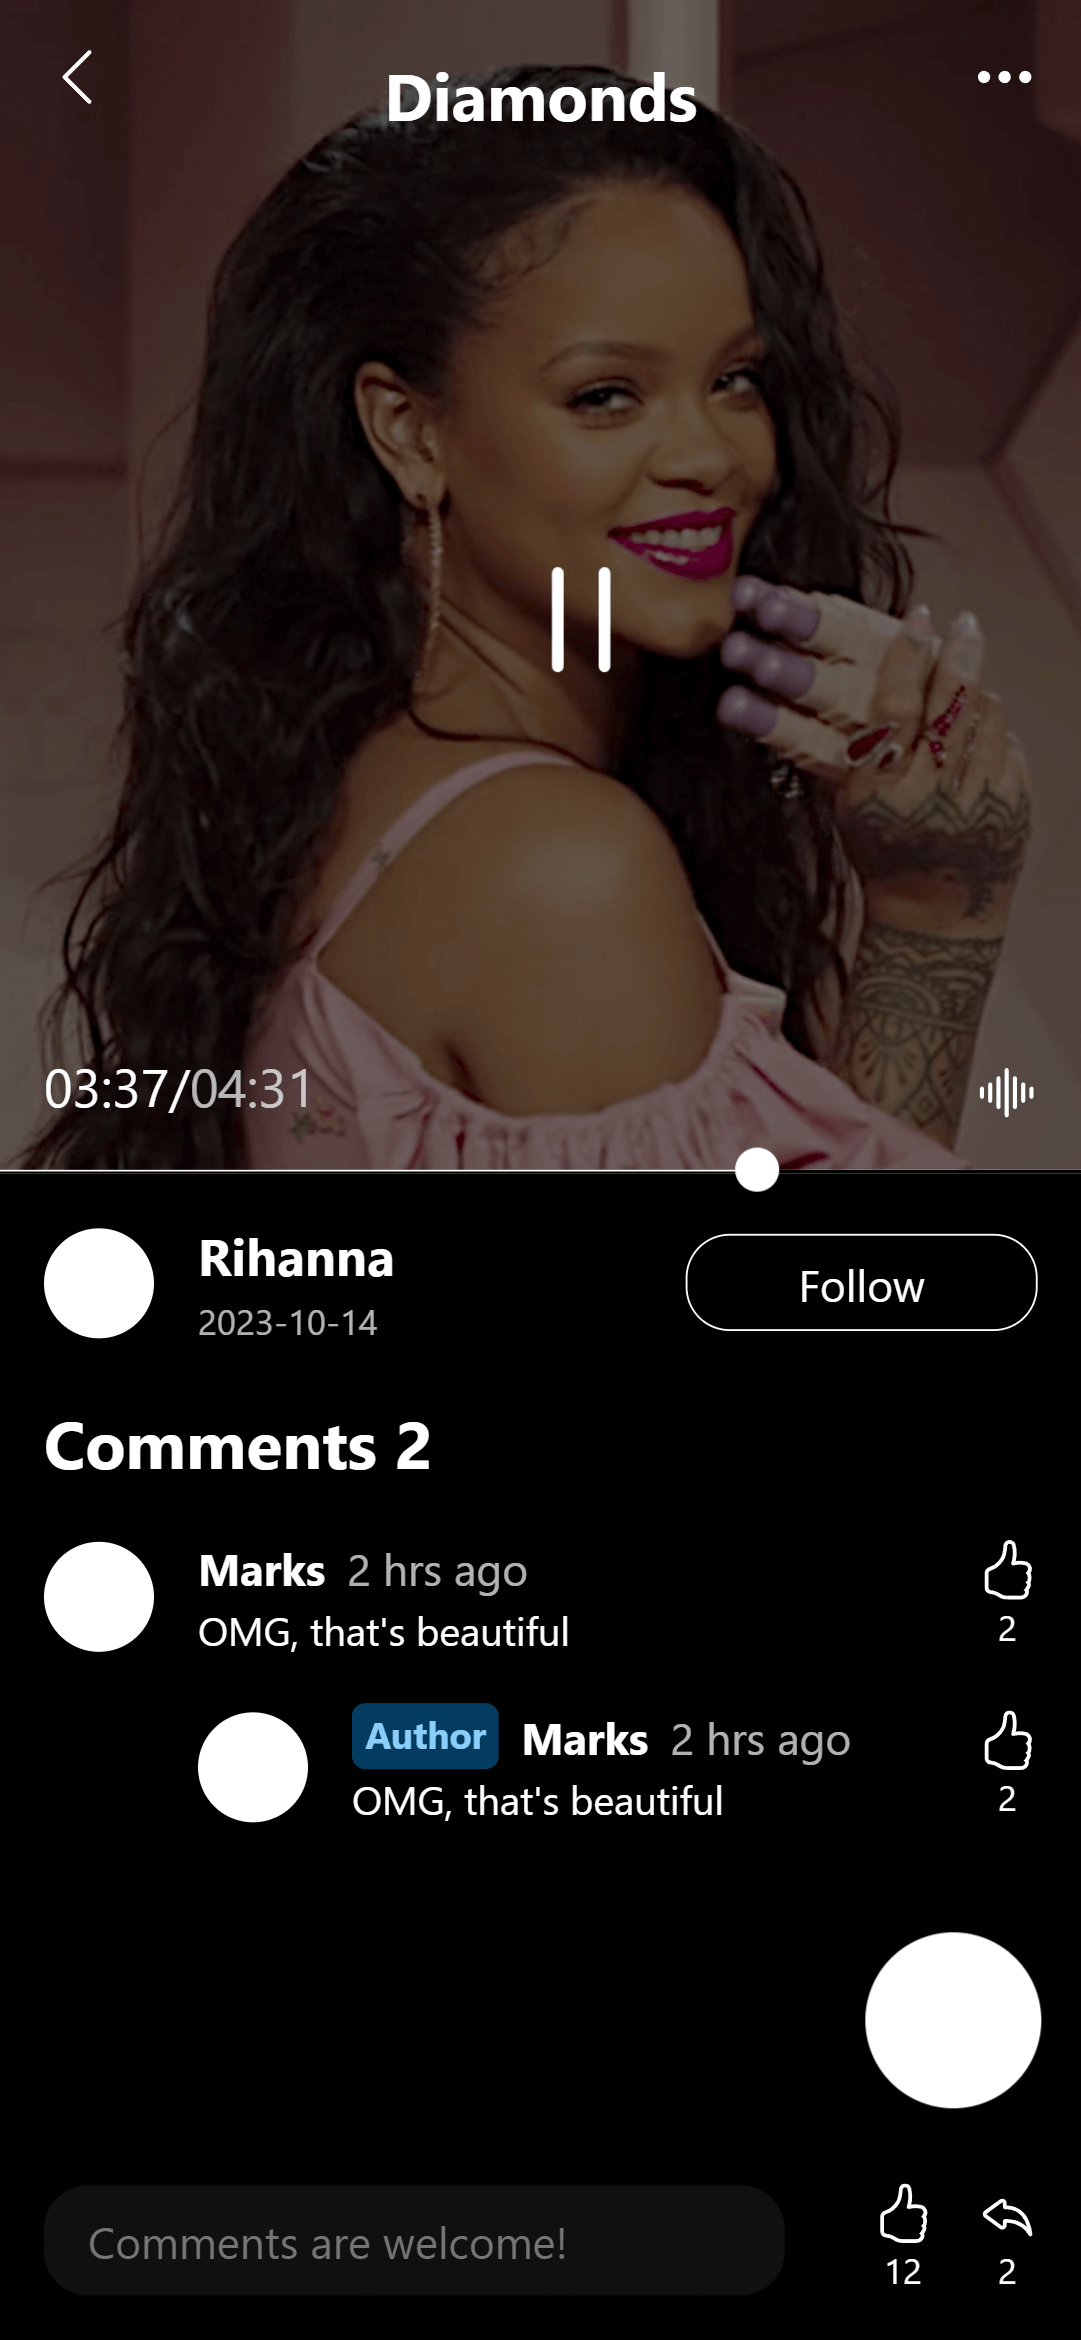 Diamonds
03:37/04:31
Rihanna
2023-10-14
Follow
Comments 2
Marks 2 hrs ago
OMG, that's beautiful
2
Author Marks 2 hrs ago
OMG, that's beautiful
2
Comments are welcome!
12
2